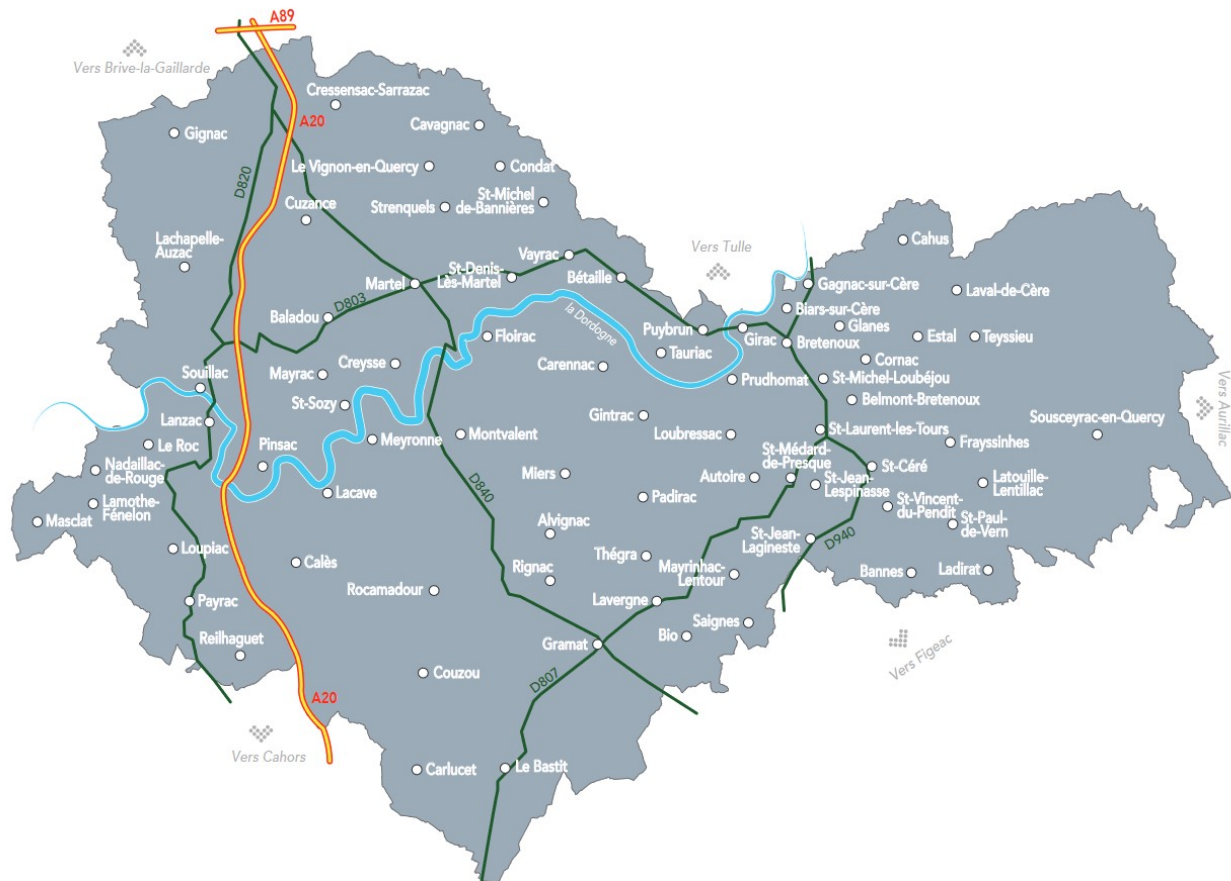 A89
Vers Brive-la-Gaillarde
Cressensac-Sarrazac
A20
Cavagnac
Gignac
Le Vignon-en-Quercy
Condat
D820
St-Michel
de-Bannières
Cuzance
Strenquels
Cahus
Lachapelle-
Auzac
Vers Tulle
Vayrac
St-Denis-
Lès-Martel
Bétaille
Martel
Gagnac-sur-Cère
Laval-de-Cère
D803
Baladou
Biars-sur-Cère
la Dordogne
Glanes
Floirac
Puybrun
Girac
Bretenoux
Estal
Teyssieu
Tauriac
Cornac
Creysse
Carennac
Mayrac
Prudhomat
St-Michel-Loubéjou
Souillac
Vers Aurillac
St-Sozy
Belmont-Bretenoux
Gintrac
Sousceyrac-en-Quercy
Lanzac
St-Laurent-les-Tours
Le Roc
Pinsac
Meyronne
Montvalent
Loubressac
Frayssinhes
St-Médard-
de-Presque
Nadaillac-
de-Rouge
St-Céré
Miers
Autoire
St-Jean-
Lespinasse
Latouille-
Lentillac
D840
Lacave
Padirac
Lamothe-
Fénelon
St-Vincent-
du-Pendit
Masclat
St-Paul-
de-Vern
Alvignac
St-Jean-
Lagineste
D940
Loupiac
Thégra
Calès
Rignac
Mayrinhac-
Lentour
Bannes
Ladirat
Rocamadour
Payrac
Lavergne
Saignes
Reilhaguet
Gramat
Bio
Vers Figeac
Couzou
D807
A20
Vers Cahors
Carlucet
Le Bastit